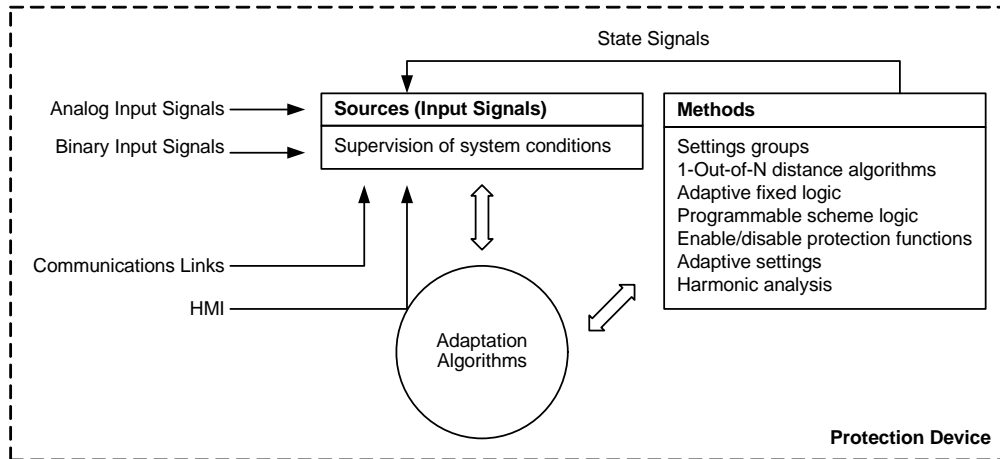 State Signals
Analog Input Signals
Binary Input Signals
Sources (Input Signals)
Supervision of system conditions
Methods
Settings groups
1-Out-of-N distance algorithms
Adaptive fixed logic
Programmable scheme logic
Enable/disable protection functions
Adaptive settings
Harmonic analysis
Communications Links
HMI
Adaptation
Algorithms
Protection Device